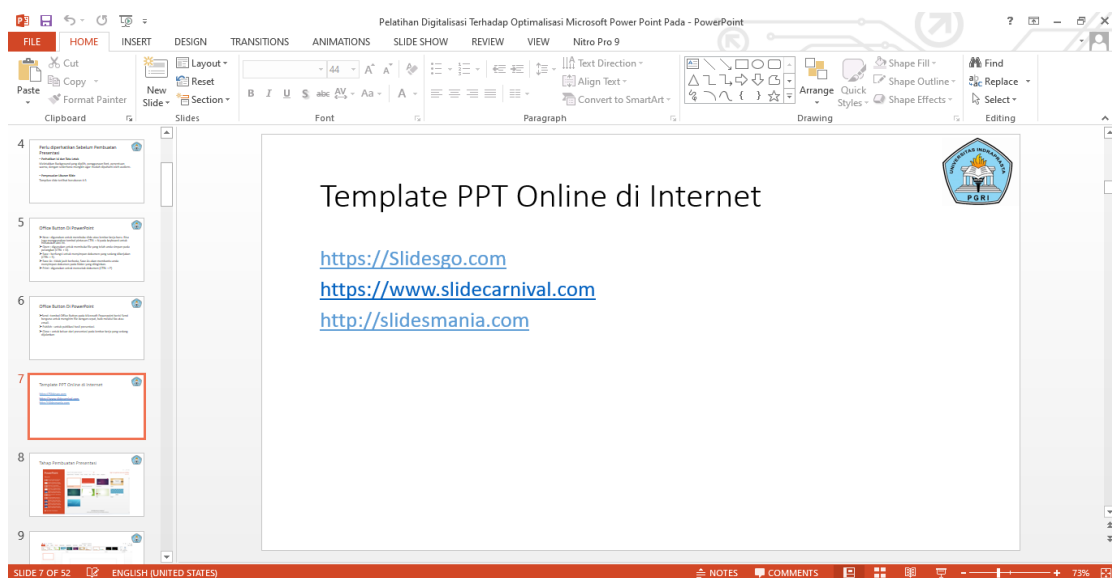 Pelatihan Digitalisasi Terhadap Optimalisasi Microsoft Power Point Pada - PowerPoint
FILE HOME INSERT DESIGN TRANSITIONS ANIMATIONS SLIDE SHOW REVIEW VIEW Nitro Pro 9
Paste
Cut
Copy
Format Painter
Clipboard
New Slide
Layout
Reset
Section
Slides
44
Font
Text Direction
Align Text
Convert to SmartArt
Paragraph
Arrange
Quick Styles
Shape Fill
Shape Outline
Shape Effects
Drawing
Find
Replace
Select
Editing
4
Perlu diperhatikan Sebelum Pembuatan Presentasi
5
Office Button Di PowerPoint
6
Office Button Di PowerPoint
7
Template PPT Online di Internet
8
Tahap Pembuatan Presentasi
9
UNIVERSITAS INDRAPRASTA
PGRI
Template PPT Online di Internet
https://Slidesgo.com
https://www.slidecarnival.com
http://slidesmania.com
SLIDE 7 OF 52 ENGLISH (UNITED STATES) NOTES COMMENTS 73%